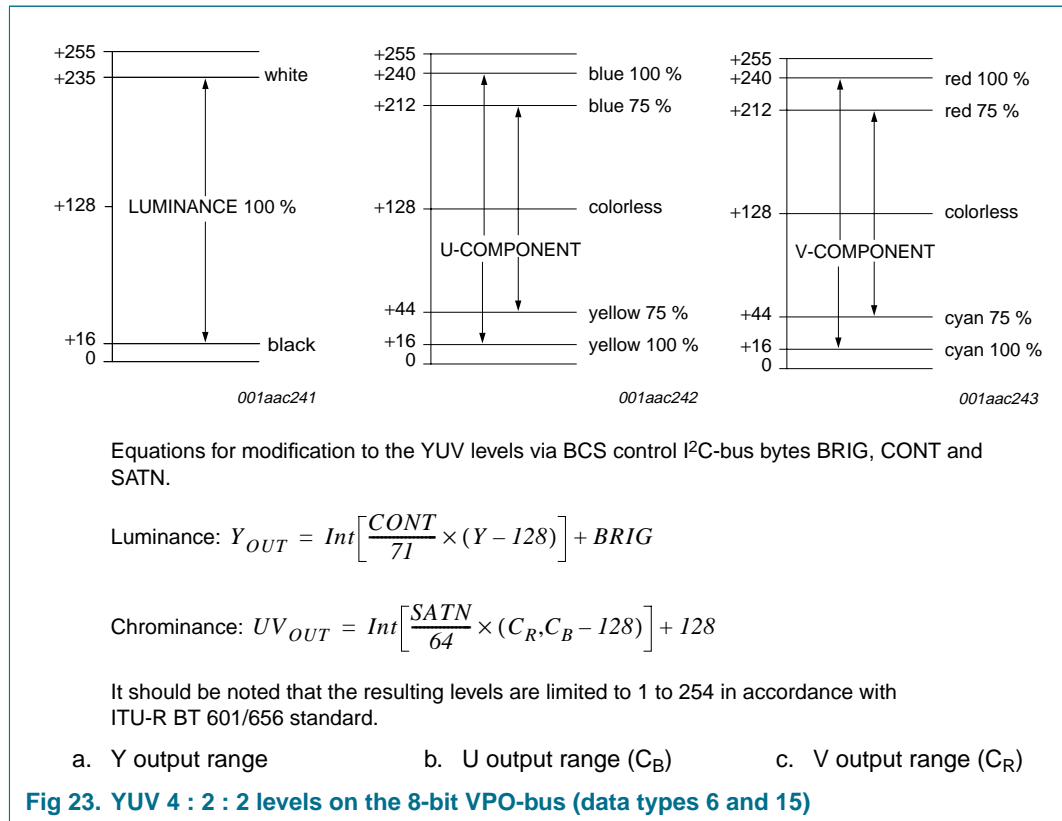 +255
+235
white
+128
LUMINANCE 100 %
+16
black
0
001aac241
+255
+240
blue 100 %
+212
blue 75 %
+128
colorless
U-COMPONENT
+44
yellow 75 %
+16
yellow 100 %
0
001aac242
+255
+240
red 100 %
+212
red 75 %
+128
colorless
V-COMPONENT
+44
cyan 75 %
+16
cyan 100 %
0
001aac243
Equations for modification to the YUV levels via BCS control I²C-bus bytes BRIG, CONT and
SATN.
Luminance: Y_OUT = Int[CONT/71 × (Y – 128)] + BRIG
Chrominance: UV_OUT = Int[SATN/64 × (C_R,C_B – 128)] + 128
It should be noted that the resulting levels are limited to 1 to 254 in accordance with
ITU-R BT 601/656 standard.
a. Y output range
b. U output range (C_B)
c. V output range (C_R)
Fig 23. YUV 4 : 2 : 2 levels on the 8-bit VPO-bus (data types 6 and 15)